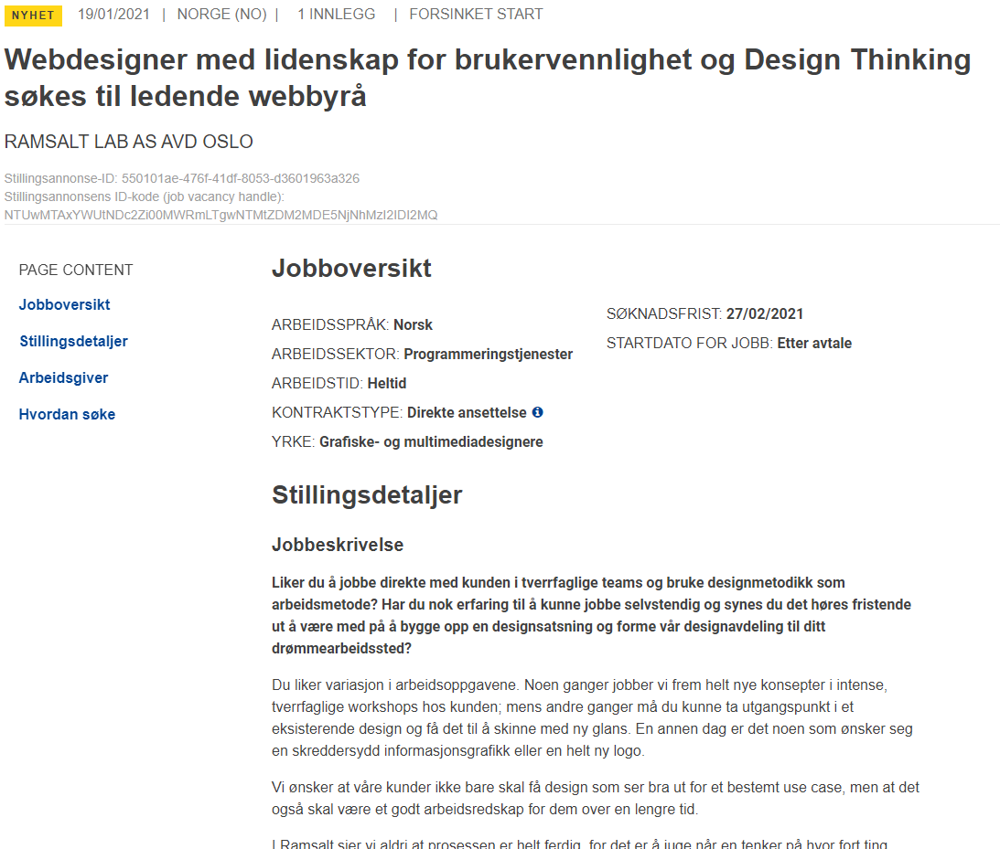 NYHET 19/01/2021 | NORGE (NO) | 1 INNLEGG | FORSINKET START
Webdesigner med lidenskap for brukervennlighet og Design Thinking
søkes til ledende webbyrå
RAMSALT LAB AS AVD OSLO
Stillingsannonse-ID: 550101ae-476f-41df-8053-d3601963a326
Stillingsannonsens ID-kode (job vacancy handle):
NTUwMTAxYWUtNDc2Zi00MWRmLTgwNTMtZDM2MDE5NjNhMzI2IDI2MQ
PAGE CONTENT
Jobboversikt
Stillingsdetaljer
Arbeidsgiver
Hvordan søke
Jobboversikt
ARBEIDSSPRÅK: Norsk
ARBEIDSSEKTOR: Programmeringstjenester
ARBEIDSTID: Heltid
KONTRAKTSTYPE: Direkte ansettelse
YRKE: Grafiske- og multimediadesignere
SØKNADSFRIST: 27/02/2021
STARTDATO FOR JOBB: Etter avtale
Stillingsdetaljer
Jobbeskrivelse
Liker du å jobbe direkte med kunden i tverrfaglige teams og bruke designmetodikk som
arbeidsmetode? Har du nok erfaring til å kunne jobbe selvstendig og synes du det høres fristende
ut å være med på å bygge opp en designsatsning og forme vår designavdeling til ditt
drømmearbeidssted?
Du liker variasjon i arbeidsoppgavene. Noen ganger jobber vi frem helt nye konsepter i intense,
tverrfaglige workshops hos kunden; mens andre ganger må du kunne ta utgangspunkt i et
eksisterende design og få det til å skinne med ny glans. En annen dag er det noen som ønsker seg
en skreddersydd informasjonsgrafikk eller en helt ny logo.
Vi ønsker at våre kunder ikke bare skal få design som ser bra ut for et bestemt use case, men at det
også skal være et godt arbeidsredskap for dem over en lengre tid.
I Ramsalt sier vi aldri at prosessen er helt ferdig, for det er å juge når en tenker på hvor fort ting